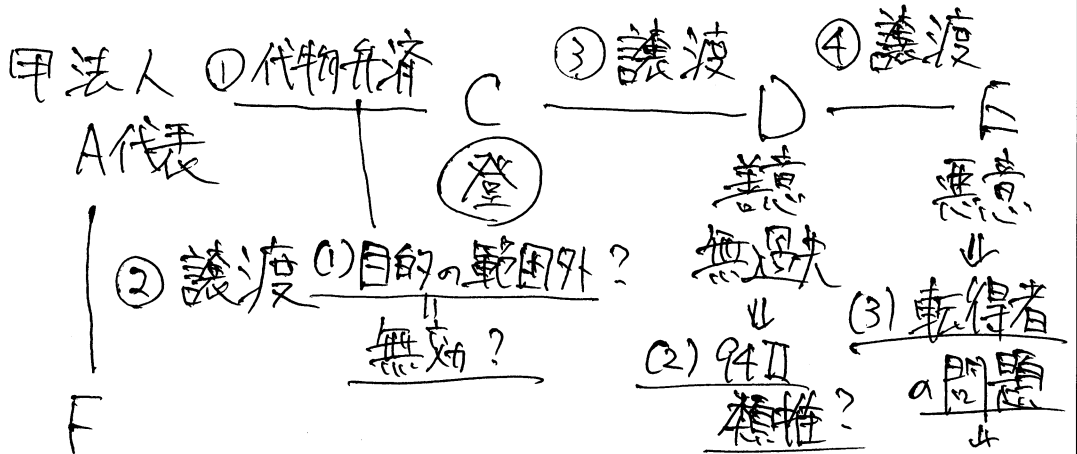 甲法人 ①代物弁済 C ③譲渡 D ④譲渡 E
A代表
登
善意
無過失
⇓
悪意
⇓
②譲渡
(1)目的の範囲外？
॥
無効？
(2) 94Ⅱ
類推？
(3) 転得者
の問題
↓
F